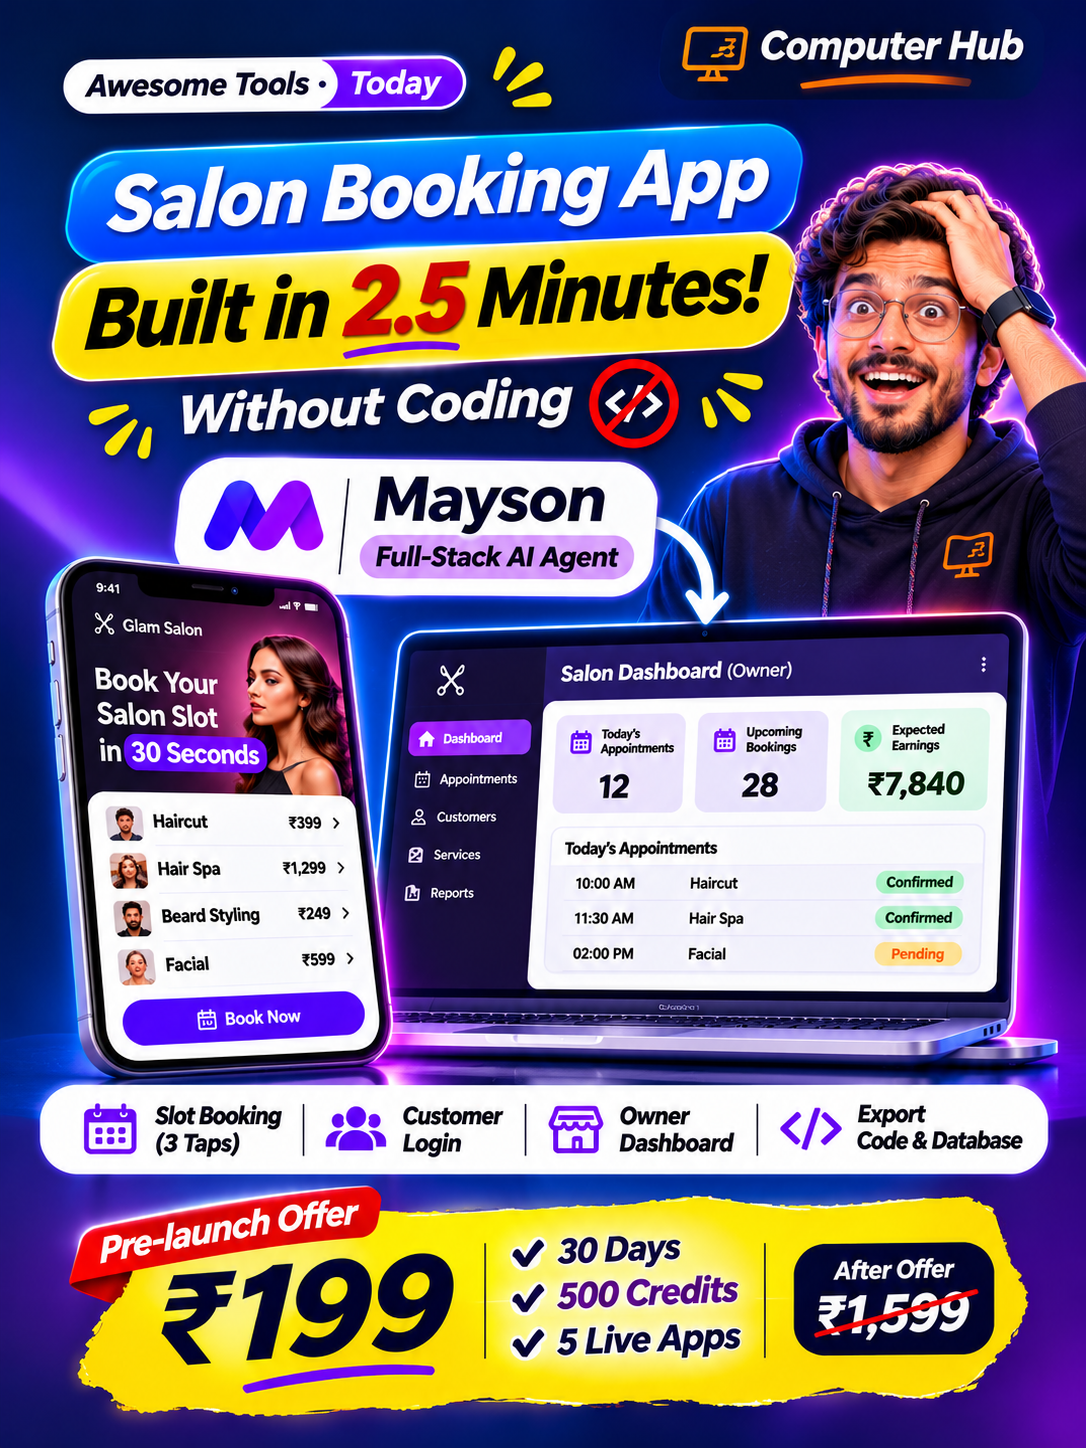 Awesome Tools • Today
Computer Hub
Salon Booking App
Built in 2.5 Minutes!
Without Coding
</>
Mayson
Full-Stack AI Agent
9:41
Glam Salon
Book Your
Salon Slot
in 30 Seconds
Haircut ₹399
Hair Spa ₹1,299
Beard Styling ₹249
Facial ₹599
Book Now
Salon Dashboard (Owner)
Dashboard
Appointments
Customers
Services
Reports
Today's
Appointments
12
Upcoming
Bookings
28
₹
Expected
Earnings
₹7,840
Today's Appointments
10:00 AM Haircut Confirmed
11:30 AM Hair Spa Confirmed
02:00 PM Facial Pending
Slot Booking
(3 Taps)
Customer
Login
Owner
Dashboard
</>
Export
Code & Database
Pre-launch Offer
₹199
30 Days
500 Credits
5 Live Apps
After Offer
₹1,599